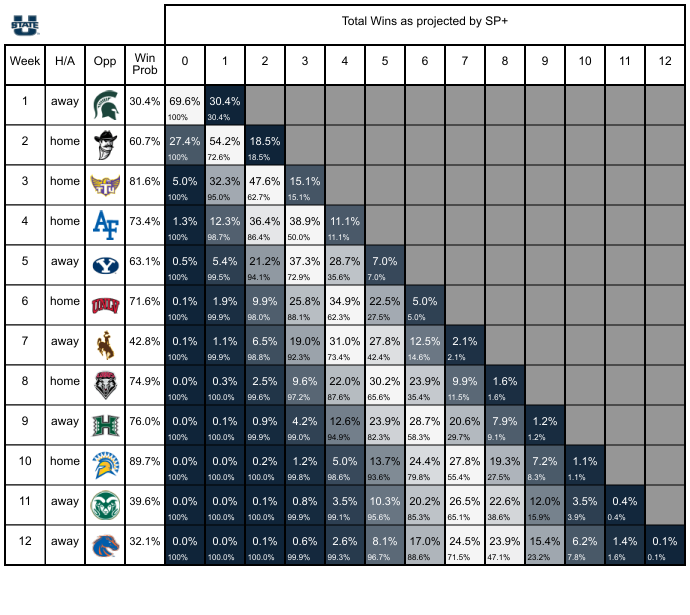 U
STATE
Total Wins as projected by SP+
Week H/A Opp Win Prob 0 1 2 3 4 5 6 7 8 9 10 11 12
1 away 30.4% 69.6% 30.4%
100% 30.4%
2 home 60.7% 27.4% 54.2% 18.5%
100% 72.6% 18.5%
3 home 81.6% 5.0% 32.3% 47.6% 15.1%
100% 95.0% 62.7% 15.1%
4 home AF 73.4% 1.3% 12.3% 36.4% 38.9% 11.1%
100% 98.7% 86.4% 50.0% 11.1%
5 away Y 63.1% 0.5% 5.4% 21.2% 37.3% 28.7% 7.0%
100% 99.5% 94.1% 72.9% 35.6% 7.0%
6 home UNLV 71.6% 0.1% 1.9% 9.9% 25.8% 34.9% 22.5% 5.0%
100% 99.9% 98.0% 88.1% 62.3% 27.5% 5.0%
7 away 42.8% 0.1% 1.1% 6.5% 19.0% 31.0% 27.8% 12.5% 2.1%
100% 99.9% 98.8% 92.3% 73.4% 42.4% 14.6% 2.1%
8 home 74.9% 0.0% 0.3% 2.5% 9.6% 22.0% 30.2% 23.9% 9.9% 1.6%
100% 100.0% 99.6% 97.2% 87.6% 65.6% 35.4% 11.5% 1.6%
9 away H 76.0% 0.0% 0.1% 0.9% 4.2% 12.6% 23.9% 28.7% 20.6% 7.9% 1.2%
100% 100.0% 99.9% 99.0% 94.9% 82.3% 58.3% 29.7% 9.1% 1.2%
10 home 89.7% 0.0% 0.0% 0.2% 1.2% 5.0% 13.7% 24.4% 27.8% 19.3% 7.2% 1.1%
100% 100.0% 100.0% 99.8% 98.6% 93.6% 79.8% 55.4% 27.5% 8.3% 1.1%
11 away 39.6% 0.0% 0.0% 0.1% 0.8% 3.5% 10.3% 20.2% 26.5% 22.6% 12.0% 3.5% 0.4%
100% 100.0% 100.0% 99.9% 99.1% 95.6% 85.3% 65.1% 38.6% 15.9% 3.9% 0.4%
12 away 32.1% 0.0% 0.0% 0.1% 0.6% 2.6% 8.1% 17.0% 24.5% 23.9% 15.4% 6.2% 1.4% 0.1%
100% 100.0% 100.0% 99.9% 99.3% 96.7% 88.6% 71.5% 47.1% 23.2% 7.8% 1.6% 0.1%